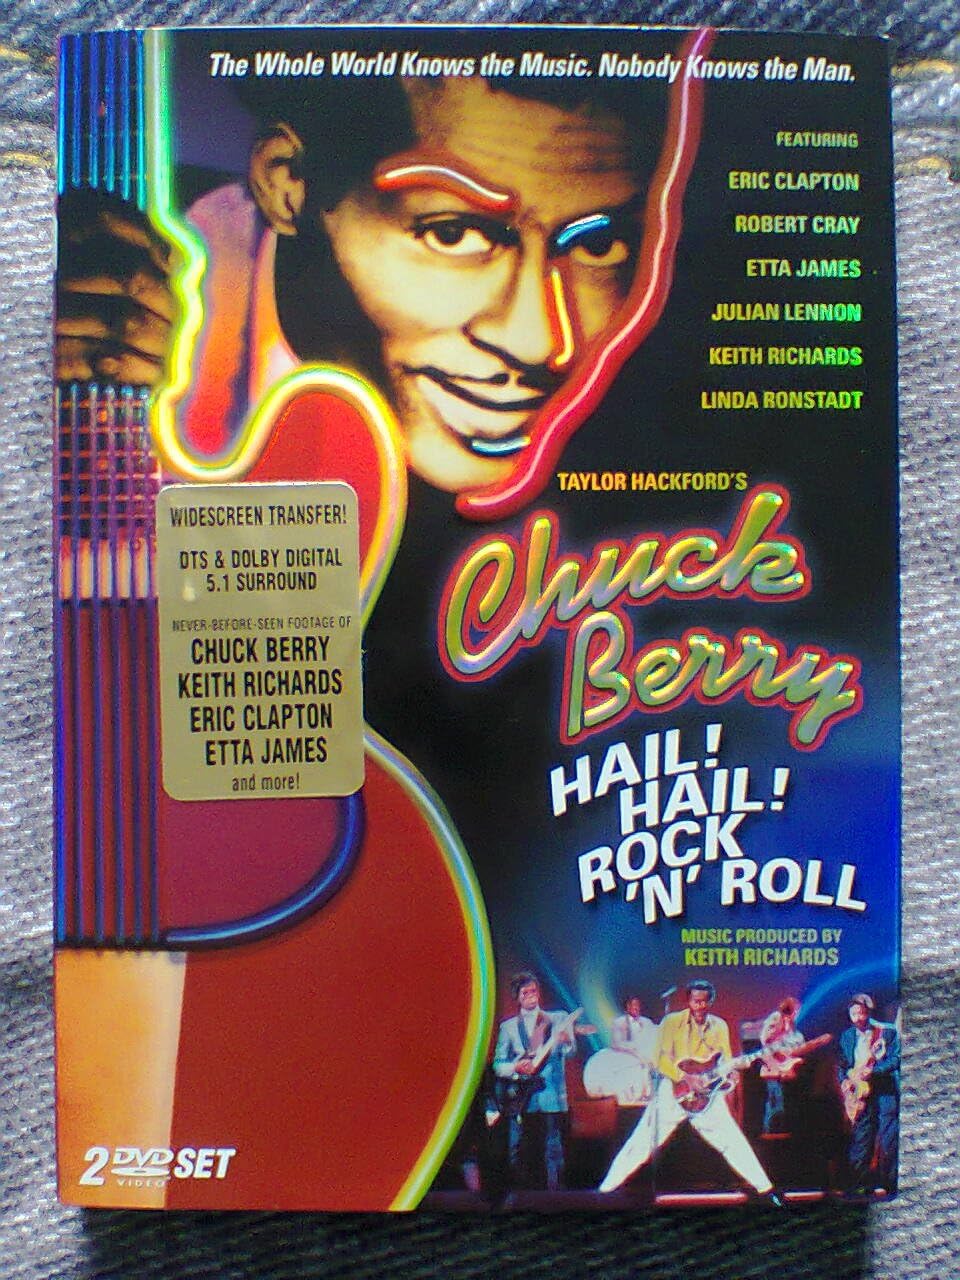 The Whole World Knows the Music. Nobody Knows the Man.
FEATURING
ERIC CLAPTON
ROBERT CRAY
ETTA JAMES
JULIAN LENNON
KEITH RICHARDS
LINDA RONSTADT
TAYLOR HACKFORD'S
Chuck
Berry
HAIL!
HAIL!
ROCK
'N' ROLL
MUSIC PRODUCED BY
KEITH RICHARDS
WIDESCREEN TRANSFER!
DTS & DOLBY DIGITAL
5.1 SURROUND
NEVER-BEFORE-SEEN FOOTAGE OF
CHUCK BERRY
KEITH RICHARDS
ERIC CLAPTON
ETTA JAMES
and more!
2 DVD SET
VIDEO